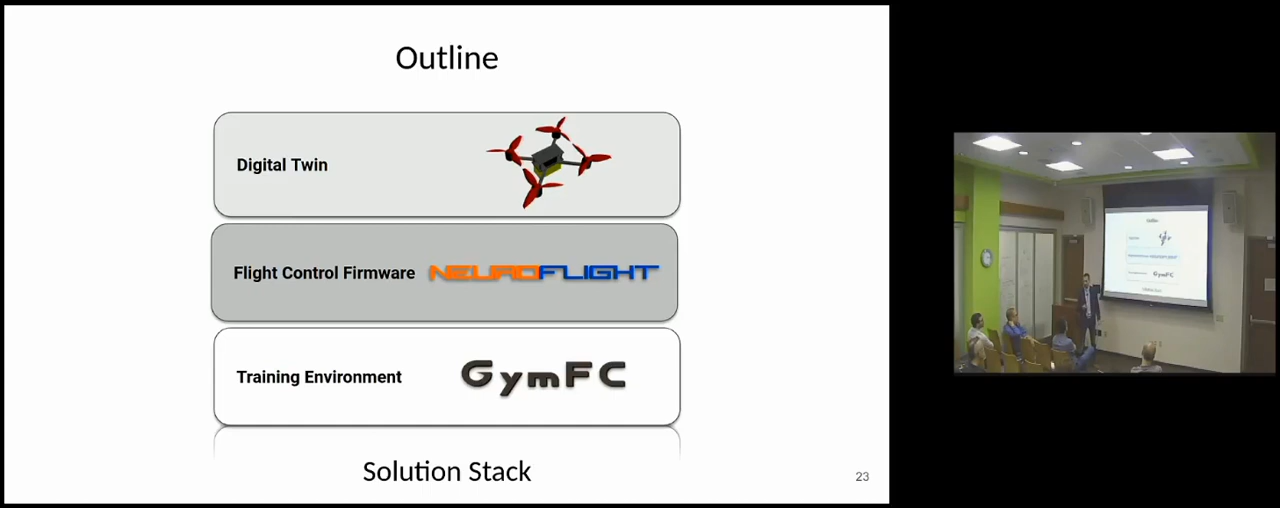 Outline
Digital Twin
Flight Control Firmware NEUROFLIGHT
Training Environment GymFC
Solution Stack
23